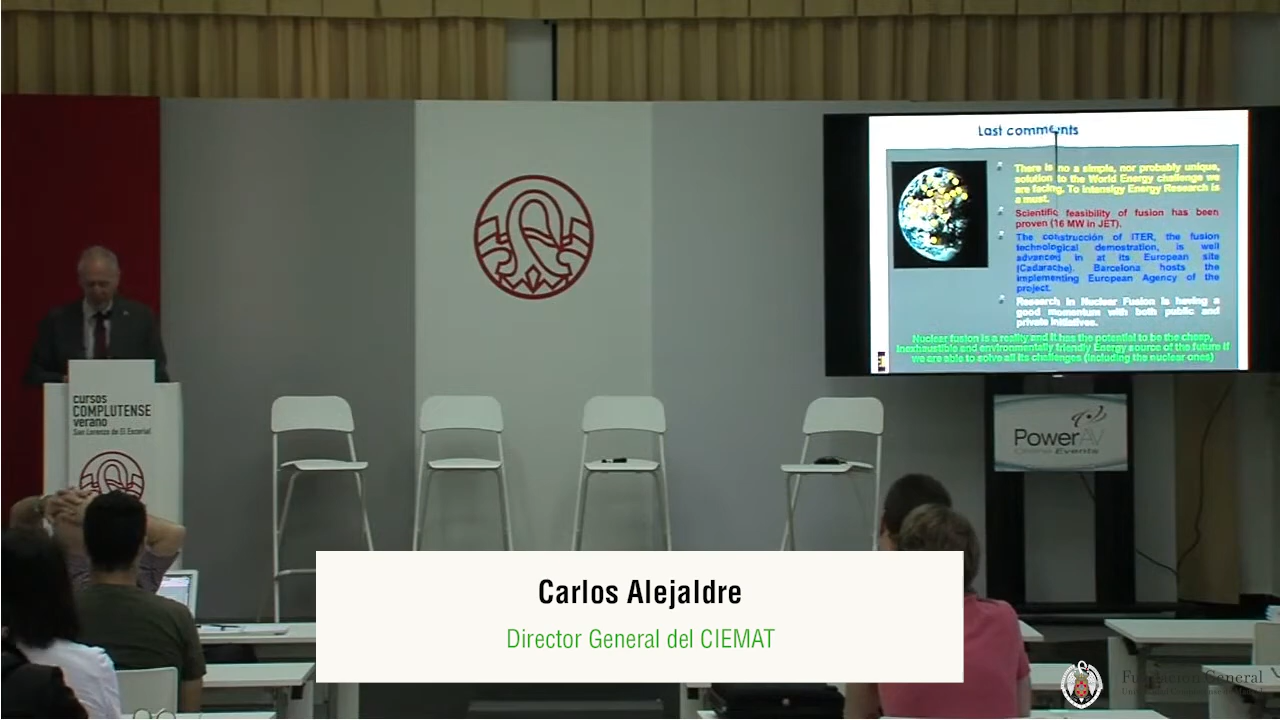 Last comments
There is no a simple, nor probably unique,
solution to the World Energy challenge we
are facing. To Intensigy Energy Research is
a must.
Scientific feasibility of fusion has been
proven (16 MW in JET).
The construcción of ITER, the fusion
technological demostration, is well
advanced in at its European site
(Cadarache). Barcelona hosts the
implementing European Agency of the
project.
Research in Nuclear Fusion is having a
good momentum with both public and
private initiatives.
Nuclear fusion is a reality and it has the potential to be the cheap,
inexhaustible and environmentally friendly Energy source of the future if
we are able to solve all its challenges (including the nuclear ones)
cursos
COMPLUTENSE
verano
San Lorenzo de El Escorial
PowerAV
Online Events
Carlos Alejaldre
Director General del CIEMAT
Fundación General